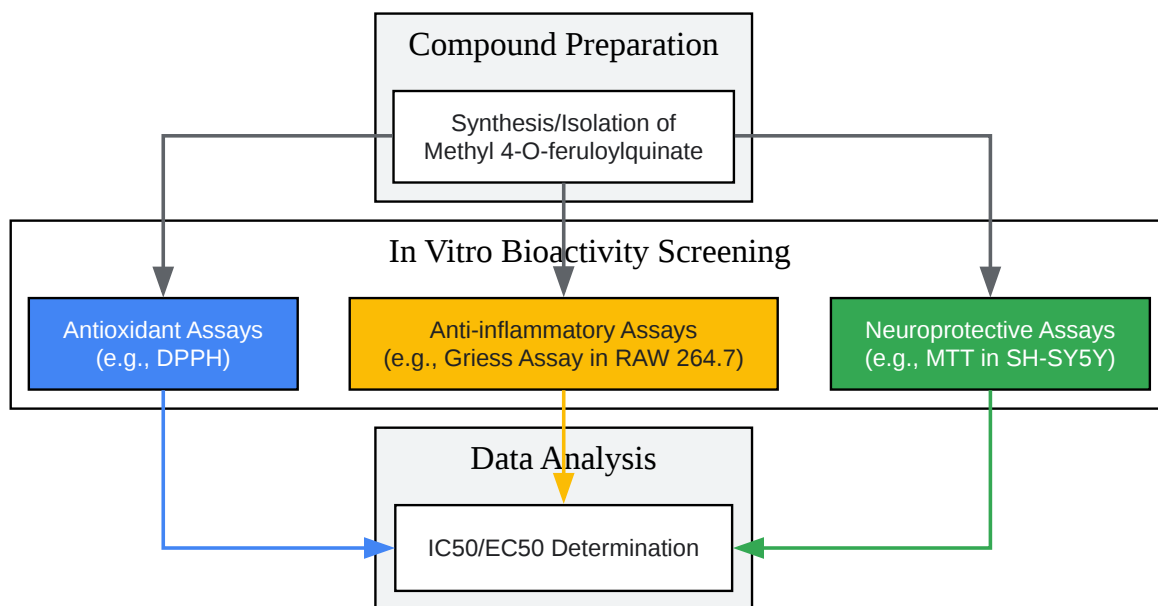 Compound Preparation
Synthesis/Isolation of
Methyl 4-O-feruloylquinate
In Vitro Bioactivity Screening
Antioxidant Assays
(e.g., DPPH)
Anti-inflammatory Assays
(e.g., Griess Assay in RAW 264.7)
Neuroprotective Assays
(e.g., MTT in SH-SY5Y)
Data Analysis
IC50/EC50 Determination